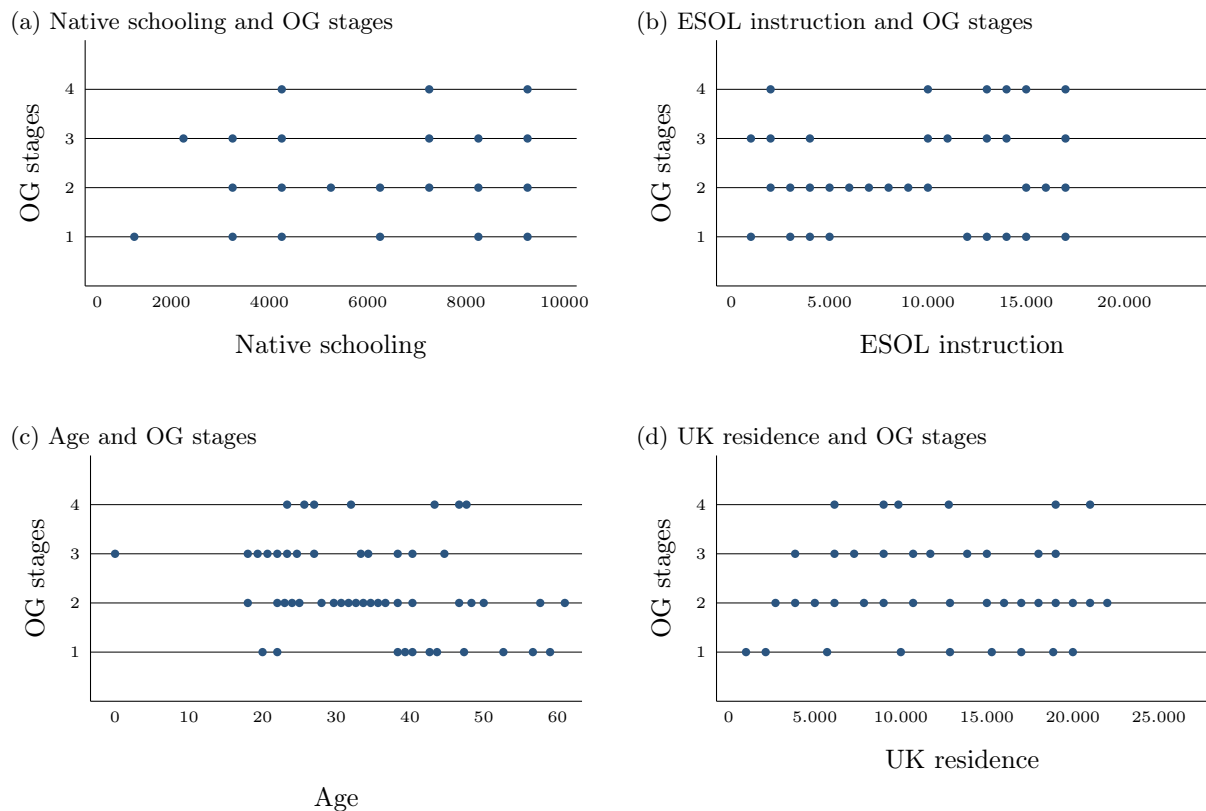 (a) Native schooling and OG stages
OG stages
4
3
2
1
0 2000 4000 6000 8000 10000
Native schooling
(b) ESOL instruction and OG stages
OG stages
4
3
2
1
0 5.000 10.000 15.000 20.000
ESOL instruction
(c) Age and OG stages
OG stages
4
3
2
1
0 10 20 30 40 50 60
Age
(d) UK residence and OG stages
OG stages
4
3
2
1
0 5.000 10.000 15.000 20.000 25.000
UK residence